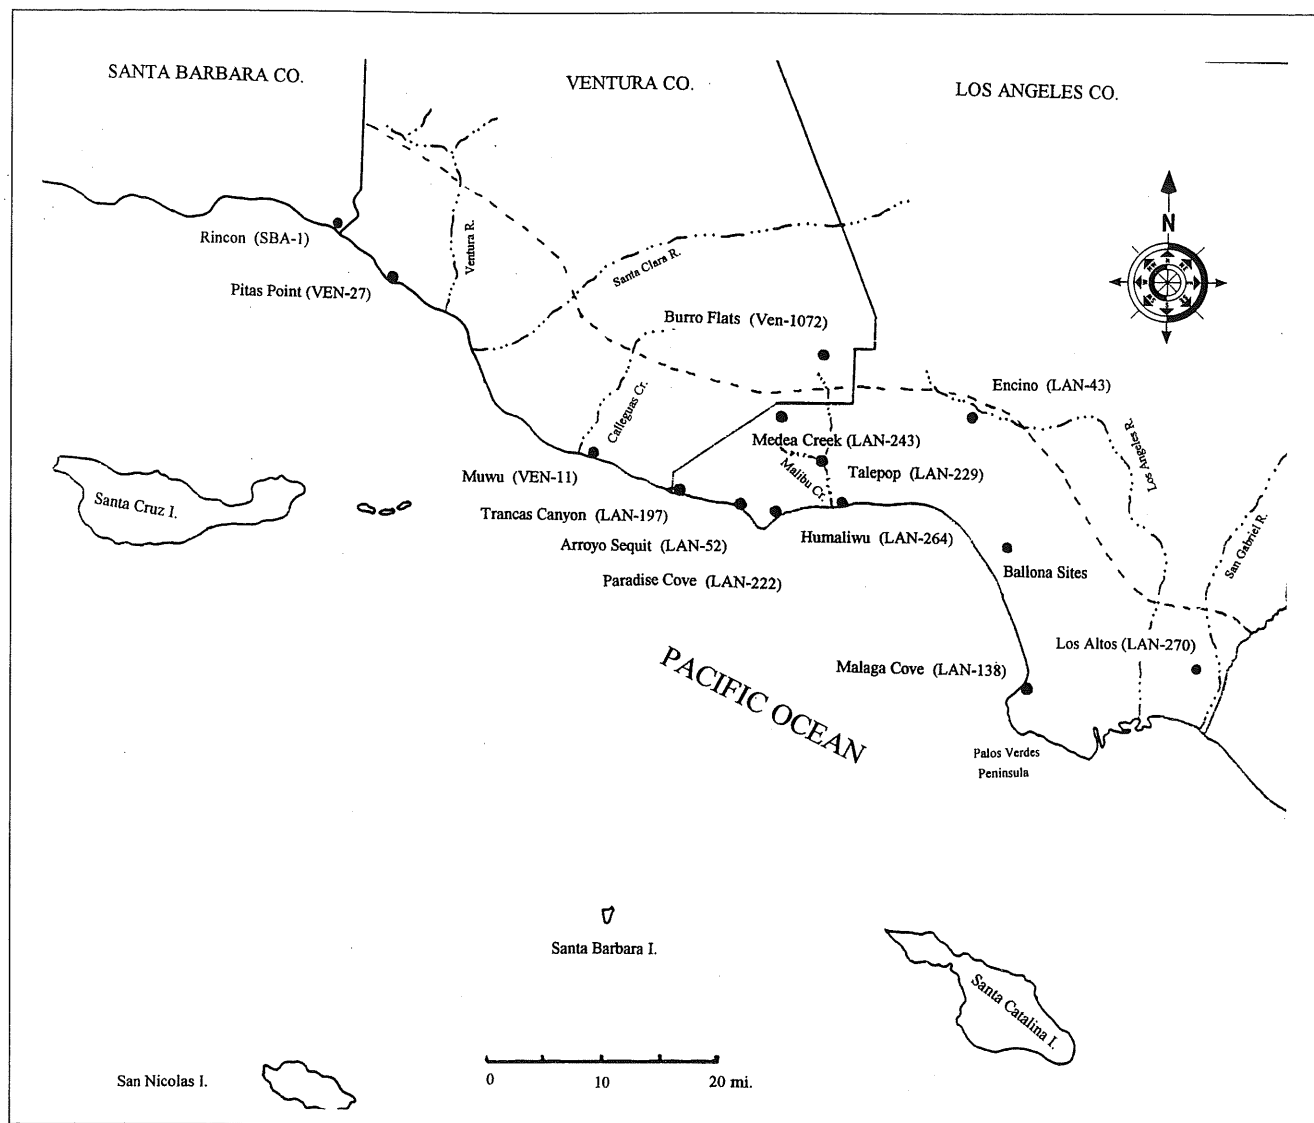 SANTA BARBARA CO.
VENTURA CO.
LOS ANGELES CO.
N
Rincon (SBA-1)
Ventura R.
Santa Clara R.
Pitas Point (VEN-27)
Burro Flats (Ven-1072)
Calleguas Cr.
Encino (LAN-43)
Medea Creek (LAN-243)
Los Angeles R.
Malibu Cr.
Talepop (LAN-229)
Muwu (VEN-11)
Santa Cruz I.
Trancas Canyon (LAN-197)
Arroyo Sequit (LAN-52)
Humaliwu (LAN-264)
San Gabriel R.
Paradise Cove (LAN-222)
Ballona Sites
Los Altos (LAN-270)
Malaga Cove (LAN-138)
PACIFIC OCEAN
Palos Verdes
Peninsula
Santa Barbara I.
Santa Catalina I.
San Nicolas I.
0 10 20 mi.